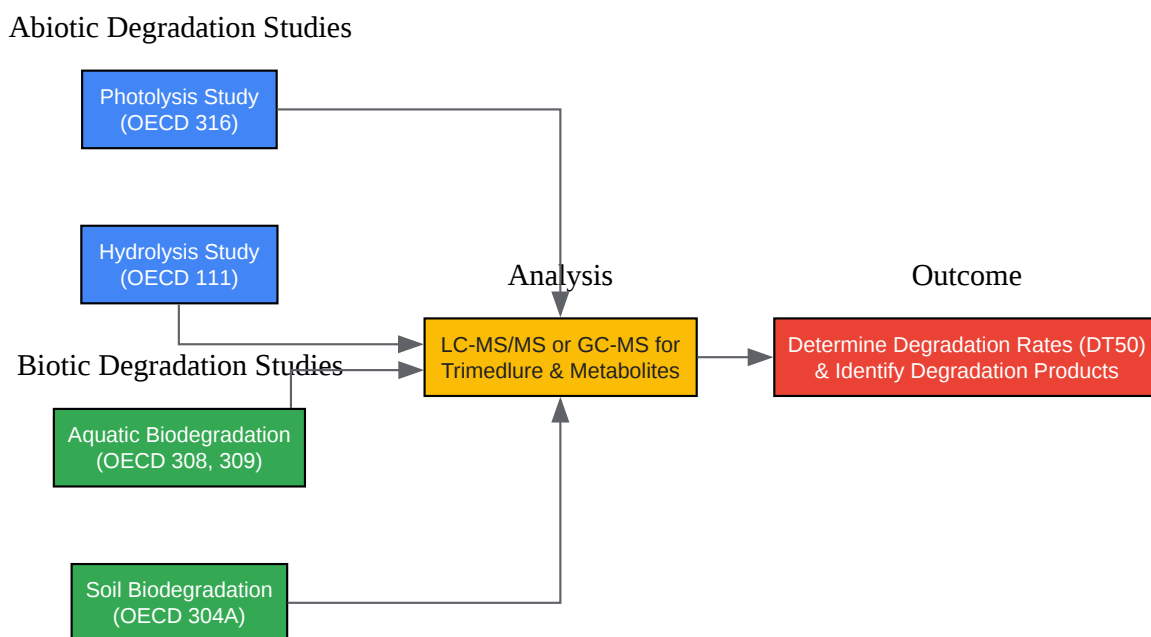 Abiotic Degradation Studies
Photolysis Study
(OECD 316)
Hydrolysis Study
(OECD 111)
Biotic Degradation Studies
Aquatic Biodegradation
(OECD 308, 309)
Soil Biodegradation
(OECD 304A)
Analysis
LC-MS/MS or GC-MS for
Trimedlure & Metabolites
Outcome
Determine Degradation Rates (DT50)
& Identify Degradation Products